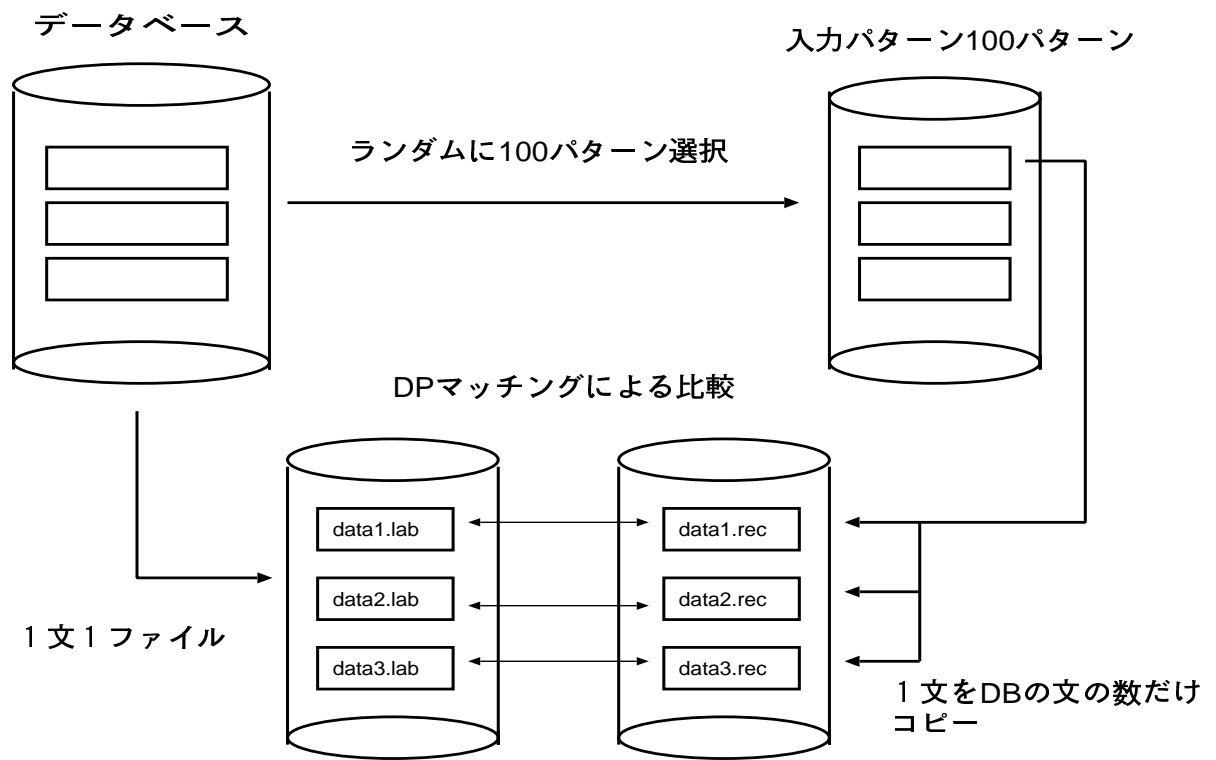 データベース
入力パターン100パターン
ランダムに100パターン選択
DPマッチングによる比較
data1.lab
data1.rec
data2.lab
data2.rec
1文1ファイル
data3.lab
data3.rec
1文をDBの文の数だけ
コピー